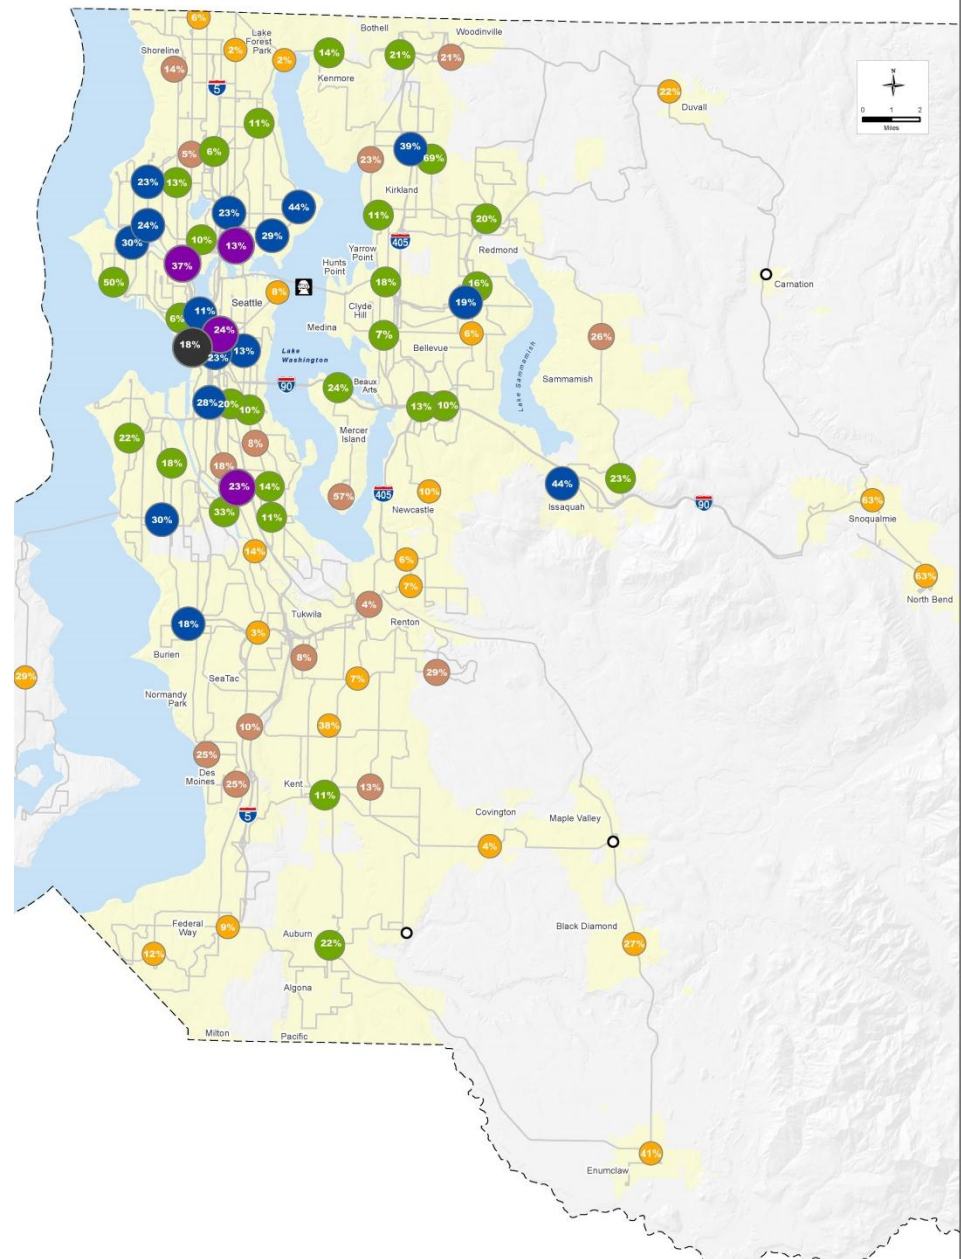 6%
Bothell
Woodinville
Lake
Forest
Park
Shoreline
2%
2%
14%
21%
21%
14%
Kenmore
5
N
0 1 2
Miles
22%
Duvall
11%
5%
6%
39%
69%
23%
23%
13%
Kirkland
23%
44%
24%
11%
20%
30%
10%
13%
29%
405
Redmond
Yarrow
Point
37%
Hunts
Point
50%
18%
16%
Carnation
8%
Seattle
Clyde
Hill
19%
6%
11%
Medina
24%
7%
6%
26%
18%
23%
13%
Bellevue
Lake
Washington
Lake Sammamish
Sammamish
90
24%
Beaux
Arts
28%
20%
10%
13%
10%
22%
8%
Mercer
Island
18%
18%
23%
14%
57%
405
10%
Newcastle
44%
Issaquah
23%
90
63%
Snoqualmie
33%
11%
30%
14%
6%
7%
63%
North Bend
4%
Tukwila
Renton
18%
3%
Burien
8%
29%
SeaTac
7%
29%
Normandy
Park
10%
38%
25%
Des
Moines
25%
Kent
13%
11%
5
Covington
Maple Valley
4%
Federal
Way
9%
Auburn
22%
Black Diamond
27%
12%
Algona
Milton
Pacific
41%
Enumclaw